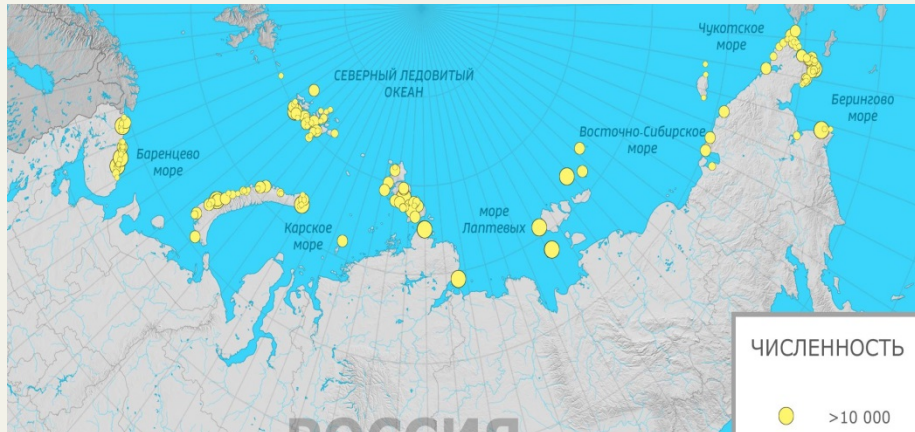 Чукотское
море
СЕВЕРНЫЙ ЛЕДОВИТЫЙ
ОКЕАН
Берингово
море
Восточно-Сибирское
море
Баренцево
море
море
Лаптевых
Карское
море
ЧИСЛЕННОСТЬ
>10 000
РОССИЯ